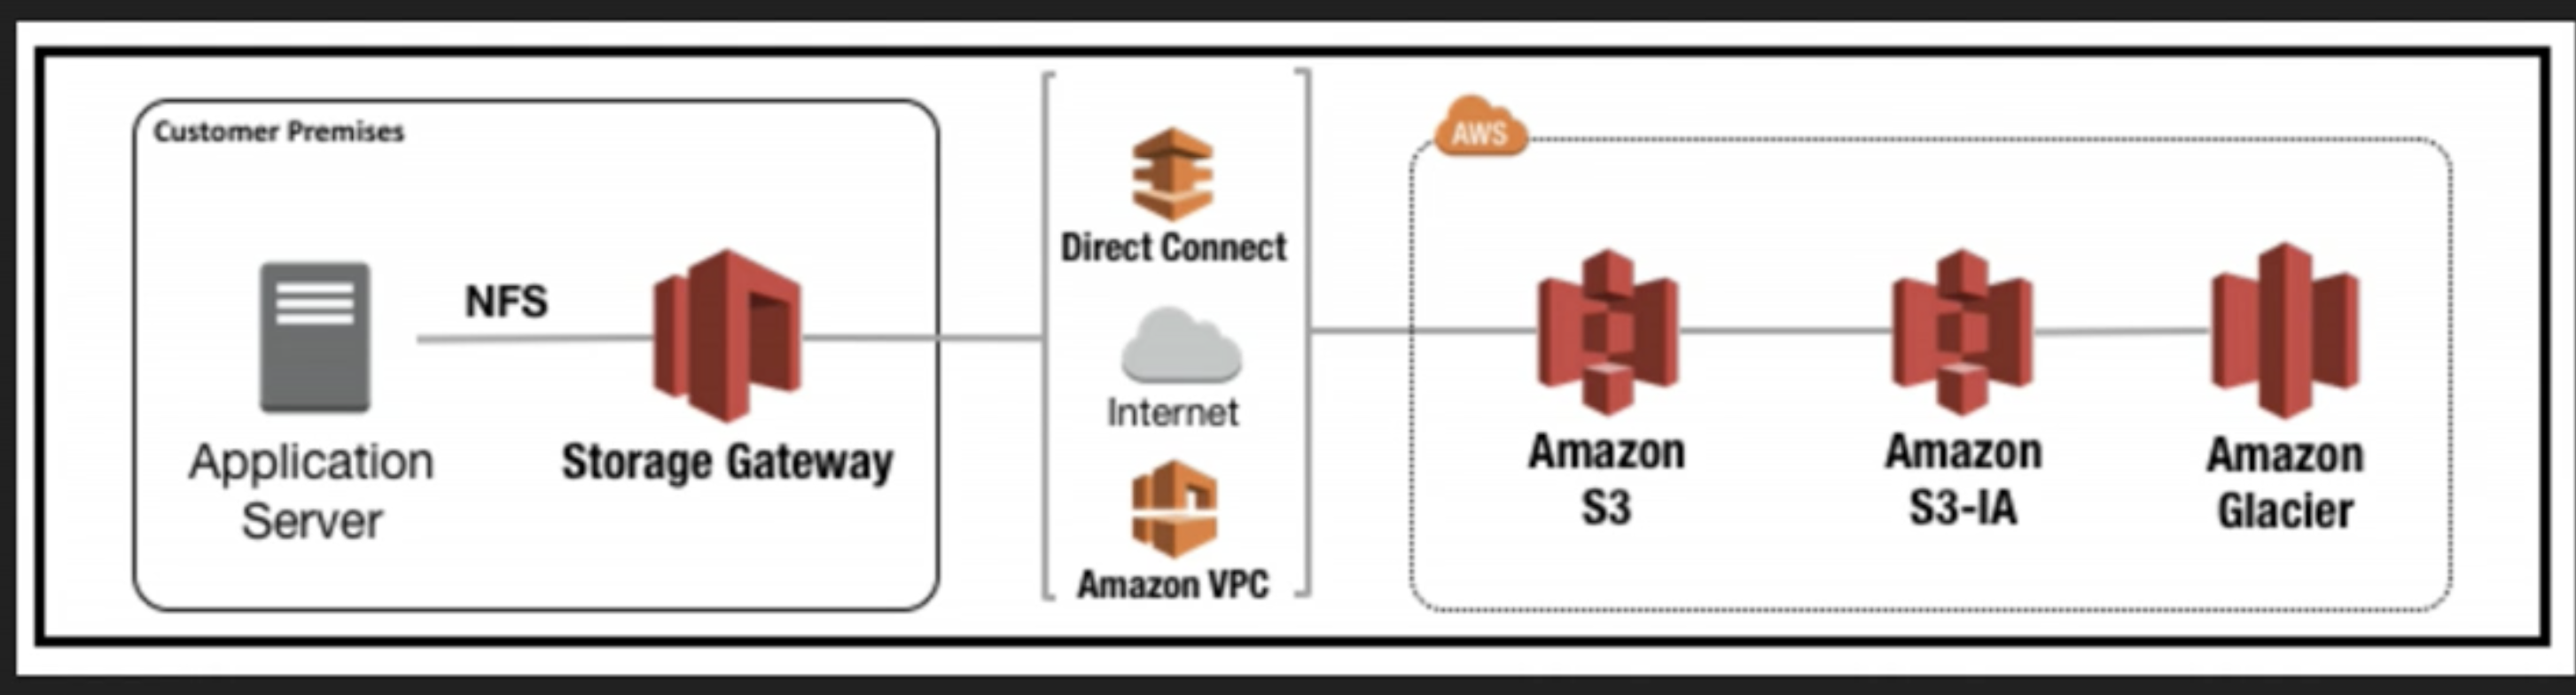 Customer Premises
NFS
Application
Server
Storage Gateway
Direct Connect
Internet
Amazon VPC
AWS
Amazon
S3
Amazon
S3-IA
Amazon
Glacier